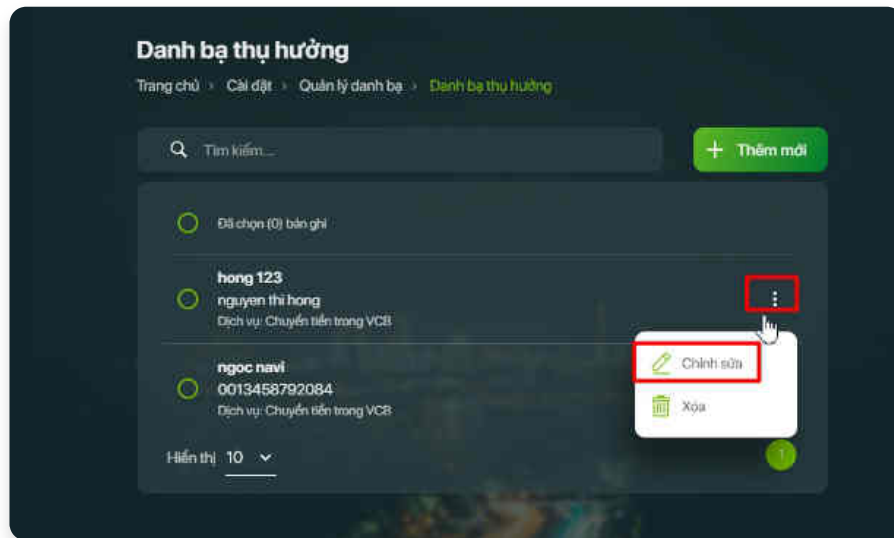 Danh bạ thụ hưởng
Trang chủ > Cài đặt > Quản lý danh bạ > Danh bạ thụ hưởng
Tìm kiếm...
+ Thêm mới
Đã chọn (0) bản ghi
hong 123
nguyen thi hong
Dịch vụ: Chuyển tiền trong VCB
Chỉnh sửa
ngoc navi
0013458792084
Dịch vụ: Chuyển tiền trong VCB
Xóa
Hiển thị 10
1